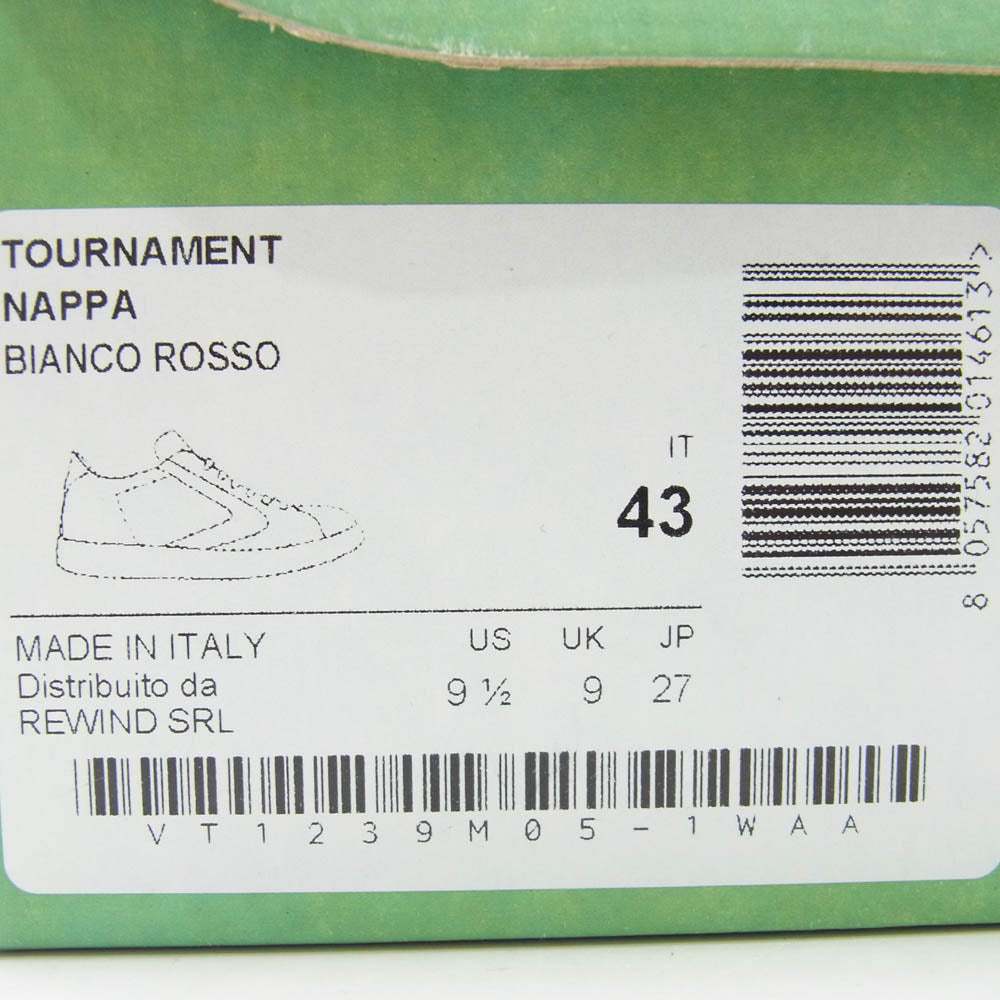 TOURNAMENT
NAPPA
BIANCO ROSSO
IT
43
8 057582 014613 >
MADE IN ITALY
Distribuito da
REWIND SRL
US UK JP
9 ½ 9 27
VT1239M05-1WAA